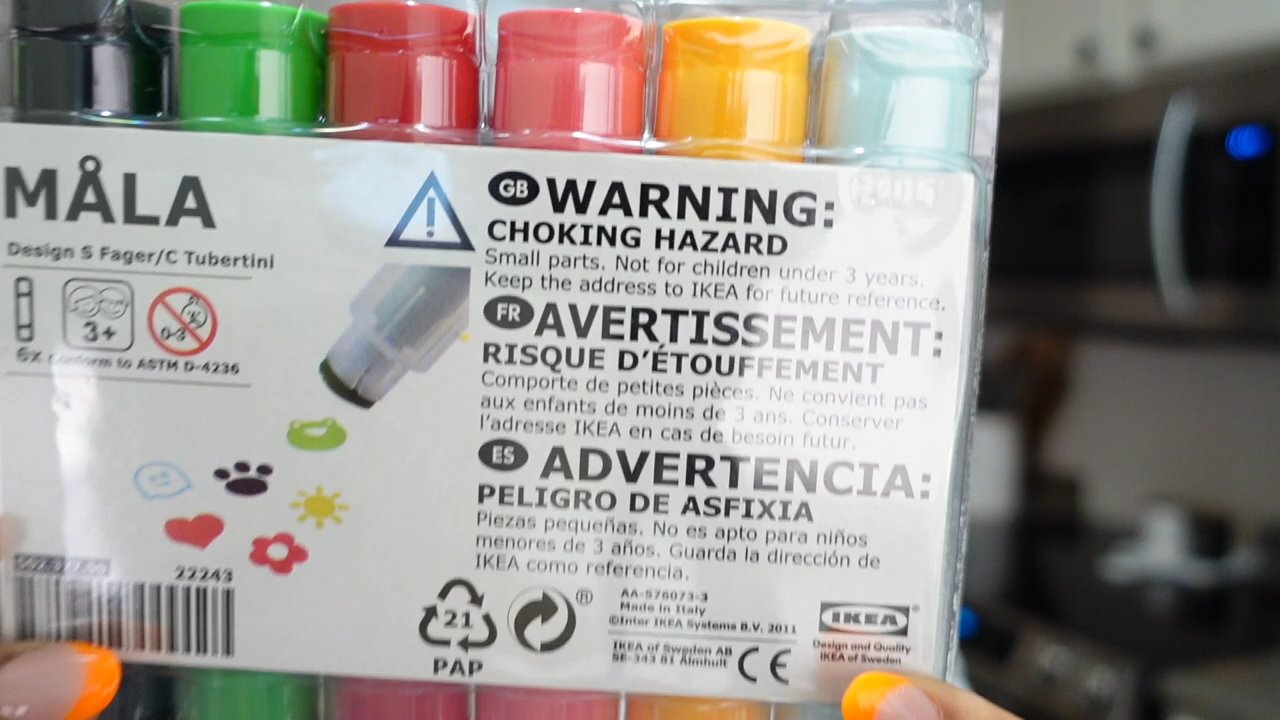 MÅLA
Design S Fager/C Tubertini
3+
0-3
6x conform to ASTM D-4236
22243
GB WARNING:
CHOKING HAZARD
Small parts. Not for children under 3 years.
Keep the address to IKEA for future reference.
FR AVERTISSEMENT:
RISQUE D'ÉTOUFFEMENT
Comporte de petites pièces. Ne convient pas
aux enfants de moins de 3 ans. Conserver
l'adresse IKEA en cas de besoin futur.
ES ADVERTENCIA:
PELIGRO DE ASFIXIA
Piezas pequeñas. No es apto para niños
menores de 3 años. Guarda la dirección de
IKEA como referencia.
21
PAP
®
AA-576073-3
Made in Italy
©Inter IKEA Systems B.V. 2011
IKEA of Sweden AB
SE-343 81 Älmhult
CE
IKEA®
Design and Quality
IKEA of Sweden